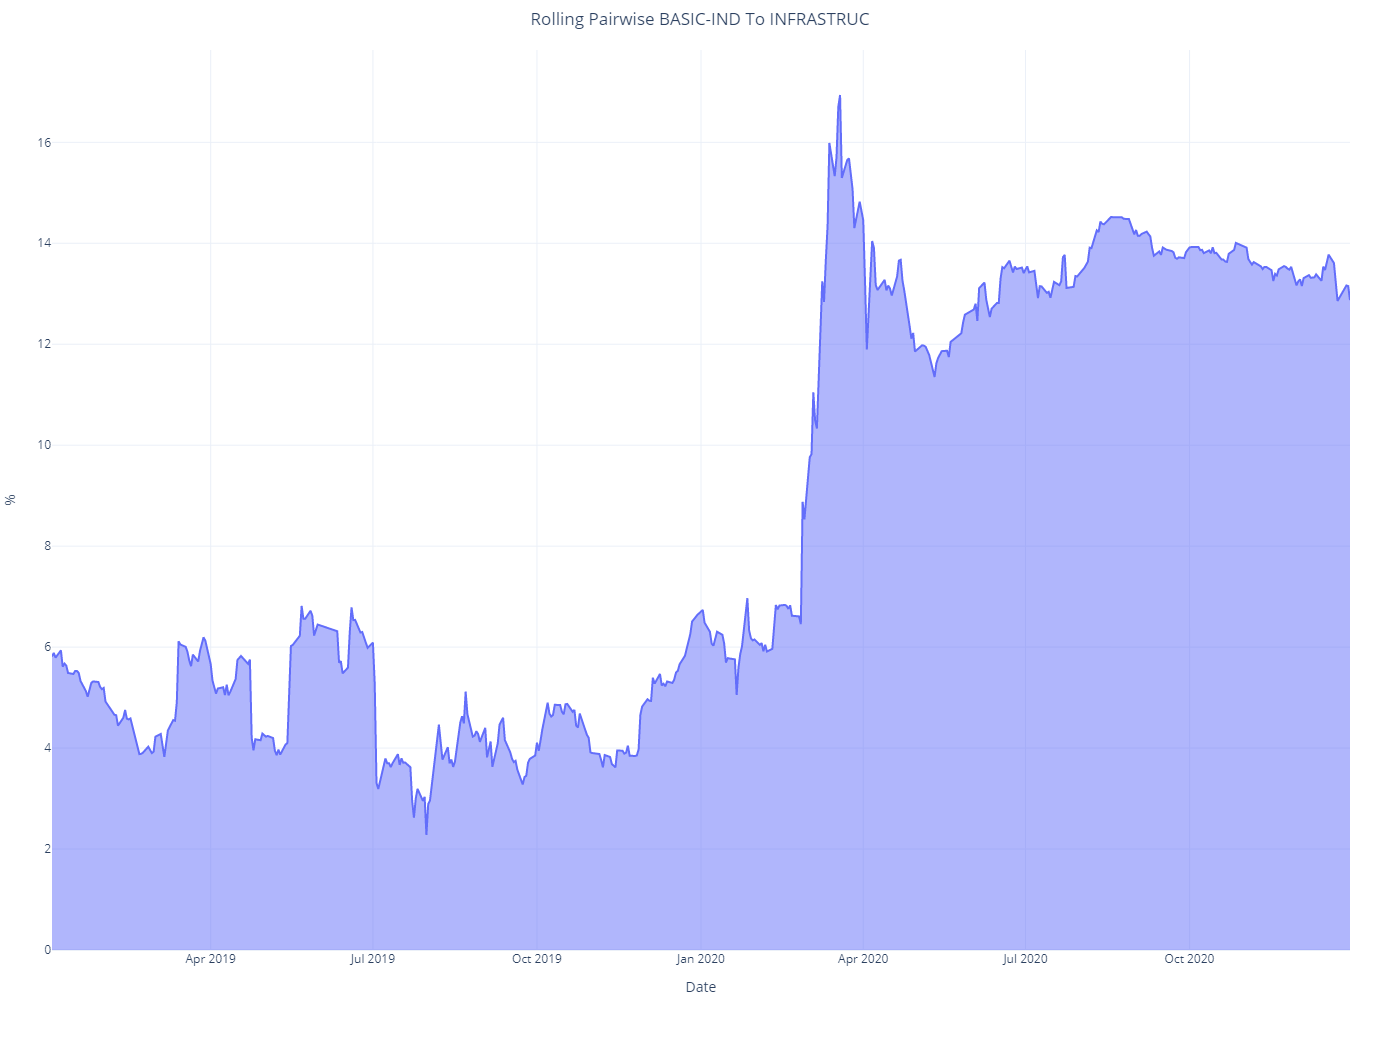 Rolling Pairwise BASIC-IND To INFRASTRUC
16
14
12
10
8
6
4
2
0
%
Apr 2019
Jul 2019
Oct 2019
Jan 2020
Apr 2020
Jul 2020
Oct 2020
Date